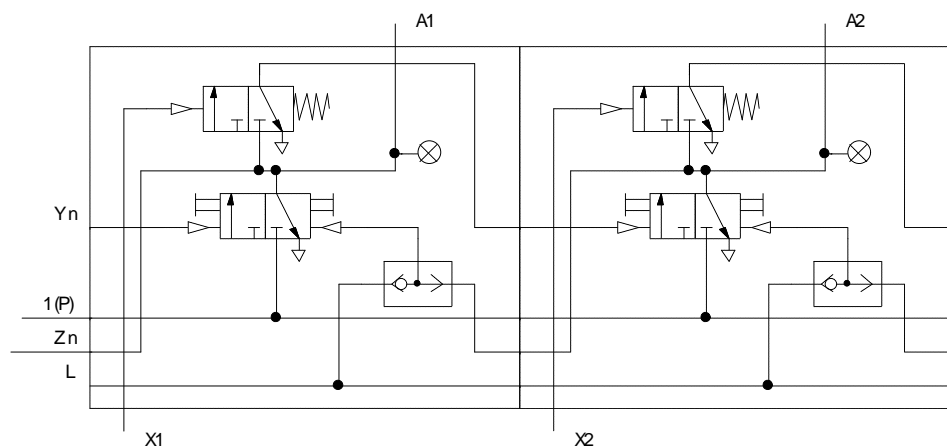 A1 A2
Yn
1(P)
Zn
L
X1 X2